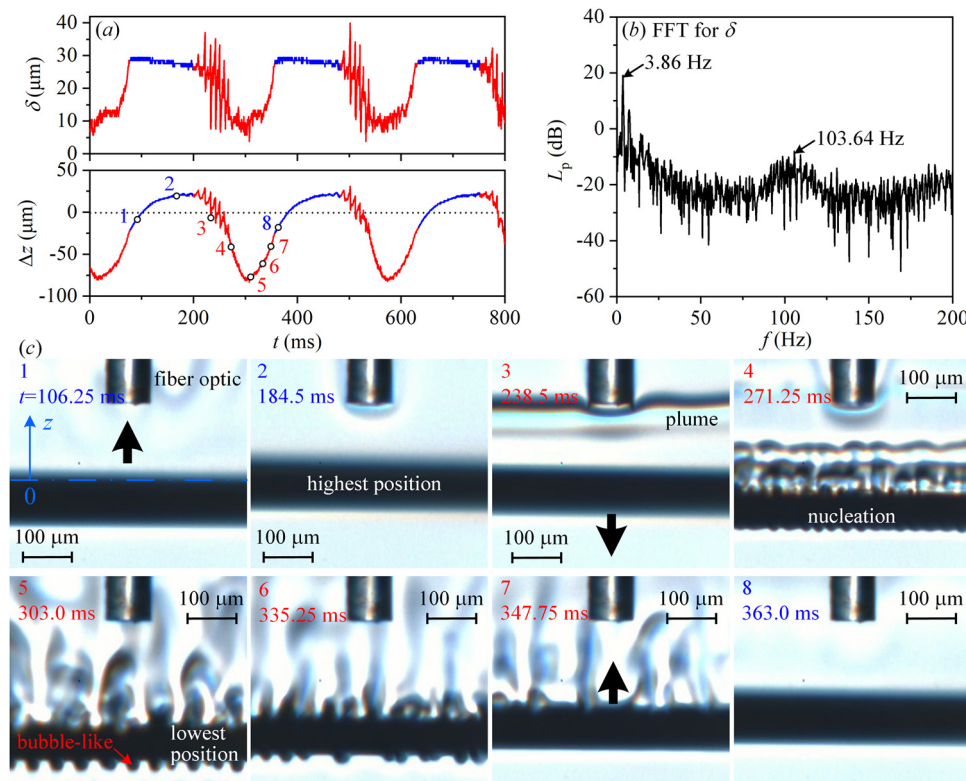 (a)
δ (μm)
40
30
20
10
0
Δz (μm)
50
0
-50
-100
1
2
3
4
5
6
7
8
0
200
400
600
800
t (ms)
(b) FFT for δ
3.86 Hz
103.64 Hz
Lp (dB)
40
20
0
-20
-40
-60
0
50
100
150
200
f (Hz)
(c)
1
t=106.25 ms
fiber optic
z
0
100 μm
2
184.5 ms
highest position
100 μm
3
238.5 ms
plume
100 μm
4
271.25 ms
100 μm
nucleation
5
303.0 ms
100 μm
lowest
position
bubble-like
6
335.25 ms
100 μm
7
347.75 ms
100 μm
8
363.0 ms
100 μm